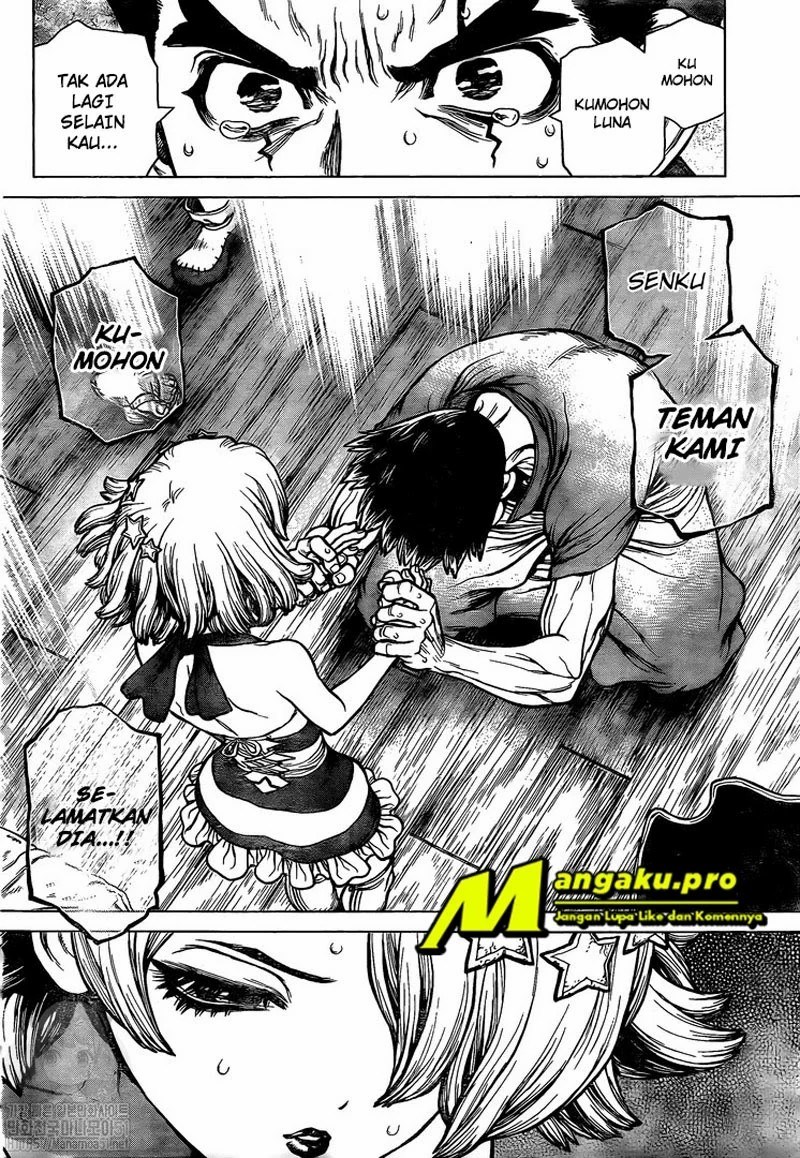 KU
MOHON
KUMOHON
LUNA
TAK ADA
LAGI
SELAIN
KAU...
SENKU
TEMAN
KAMI
KU-
MOHON
SE-
LAMATKAN
DIA...!!
Mangaku.pro
Jangan Lupa Like dan Komennya